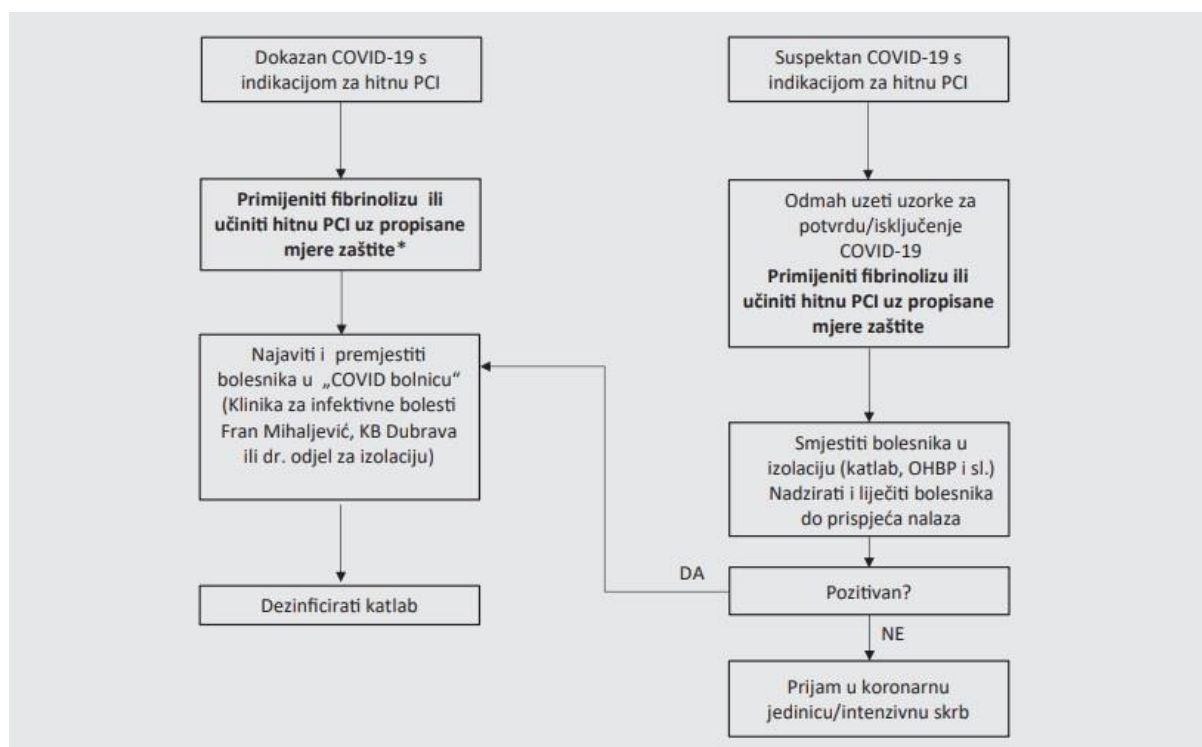 Dokazan COVID-19 s
indikacijom za hitnu PCI
Primijeniti fibrinolizu ili
učiniti hitnu PCI uz propisane
mjere zaštite*
Najaviti i premjestiti
bolesnika u „COVID bolnicu“
(Klinika za infektivne bolesti
Fran Mihaljević, KB Dubrava
ili dr. odjel za izolaciju)
Dezinficirati katlab
Suspektan COVID-19 s
indikacijom za hitnu PCI
Odmah uzeti uzorke za
potvrdu/isključenje
COVID-19
Primijeniti fibrinolizu ili
učiniti hitnu PCI uz propisane
mjere zaštite
Smjestiti bolesnika u
izolaciju (katlab, OHBP i sl.)
Nadzirati i liječiti bolesnika
do prispjeća nalaza
Pozitivan?
DA
NE
Prijam u koronarnu
jedinicu/intenzivnu skrb